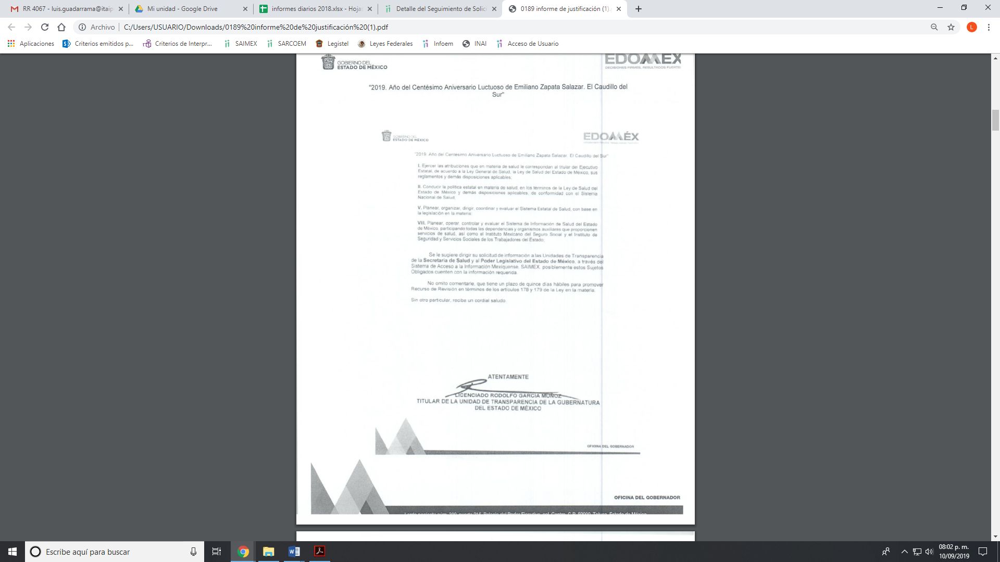 RR 4067 - luis.guadarrama@itaip
Mi unidad - Google Drive
informes diarios 2018.xlsx - Hojas
Detalle del Seguimiento de Solici
0189 informe de justificación (1).
Archivo
C:/Users/USUARIO/Downloads/0189%20informe%20de%20justificación%20(1).pdf
L
Aplicaciones
Criterios emitidos p...
Criterios de Interpr...
SAIMEX
SARCOEM
Legistel
Leyes Federales
Infoem
INAI
Acceso de Usuario
GOBIERNO DEL
ESTADO DE MÉXICO
EDOMEX
DECISIONES FIRMES, RESULTADOS FUERTES
"2019. Año del Centésimo Aniversario Luctuoso de Emiliano Zapata Salazar. El Caudillo del
Sur"
GOBIERNO DEL
ESTADO DE MÉXICO
EDOMÉX
"2019. Año del Centésimo Aniversario Luctuoso de Emiliano Zapata Salazar. El Caudillo del Sur"
I. Ejercer las atribuciones que en materia de salud le correspondan al titular del Ejecutivo
Estatal, de acuerdo a la Ley General de Salud, la Ley de Salud del Estado de México, sus
reglamentos y demás disposiciones aplicables;
II. Conducir la política estatal en materia de salud, en los términos de la Ley de Salud del
Estado de México y demás disposiciones aplicables, de conformidad con el Sistema
Nacional de Salud;
V. Planear, organizar, dirigir, coordinar y evaluar el Sistema Estatal de Salud, con base en
la legislación en la materia;
VIII. Planear, operar, controlar y evaluar el Sistema de Información de Salud del Estado
de México, participando todas las dependencias y organismos auxiliares que proporcionen
servicios de salud, así como el Instituto Mexicano del Seguro Social y el Instituto de
Seguridad y Servicios Sociales de los Trabajadores del Estado;
Se le sugiere dirigir su solicitud de información a las Unidades de Transparencia
de la Secretaría de Salud y al Poder Legislativo del Estado de México, a través del
Sistema de Acceso a la Información Mexiquense, SAIMEX, posiblemente estos Sujetos
Obligados cuenten con la información requerida.
No omito comentarle, que tiene un plazo de quince días hábiles para promover
Recurso de Revisión en términos de los artículos 178 y 179 de la Ley en la materia.
Sin otro particular, reciba un cordial saludo.
ATENTAMENTE
LICENCIADO RODOLFO GARCÍA MUÑOZ
TITULAR DE LA UNIDAD DE TRANSPARENCIA DE LA GUBERNATURA
DEL ESTADO DE MÉXICO
OFICINA DEL GOBERNADOR
OFICINA DEL GOBERNADOR
Lerdo poniente núm. 300, puerta 216, Palacio del Poder Ejecutivo, col. Centro, C.P. 50000, Toluca, Estado de México.
Escribe aquí para buscar
08:02 p. m.
10/09/2019